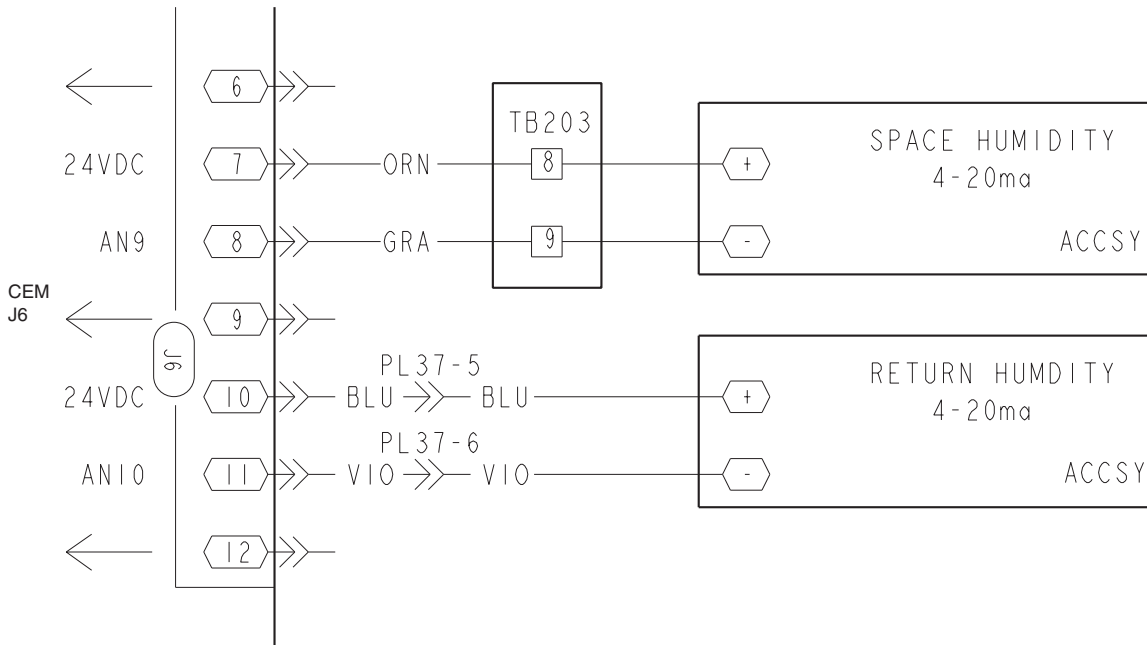 6
TB203
SPACE HUMIDITY
4-20ma
24VDC 7 ORN 8 +
AN9 8 GRA 9 - ACCSY
CEM
J6
9
J6
PL37-5
RETURN HUMDITY
4-20ma
24VDC 10 BLU BLU +
PL37-6
AN10 11 VIO VIO - ACCSY
12